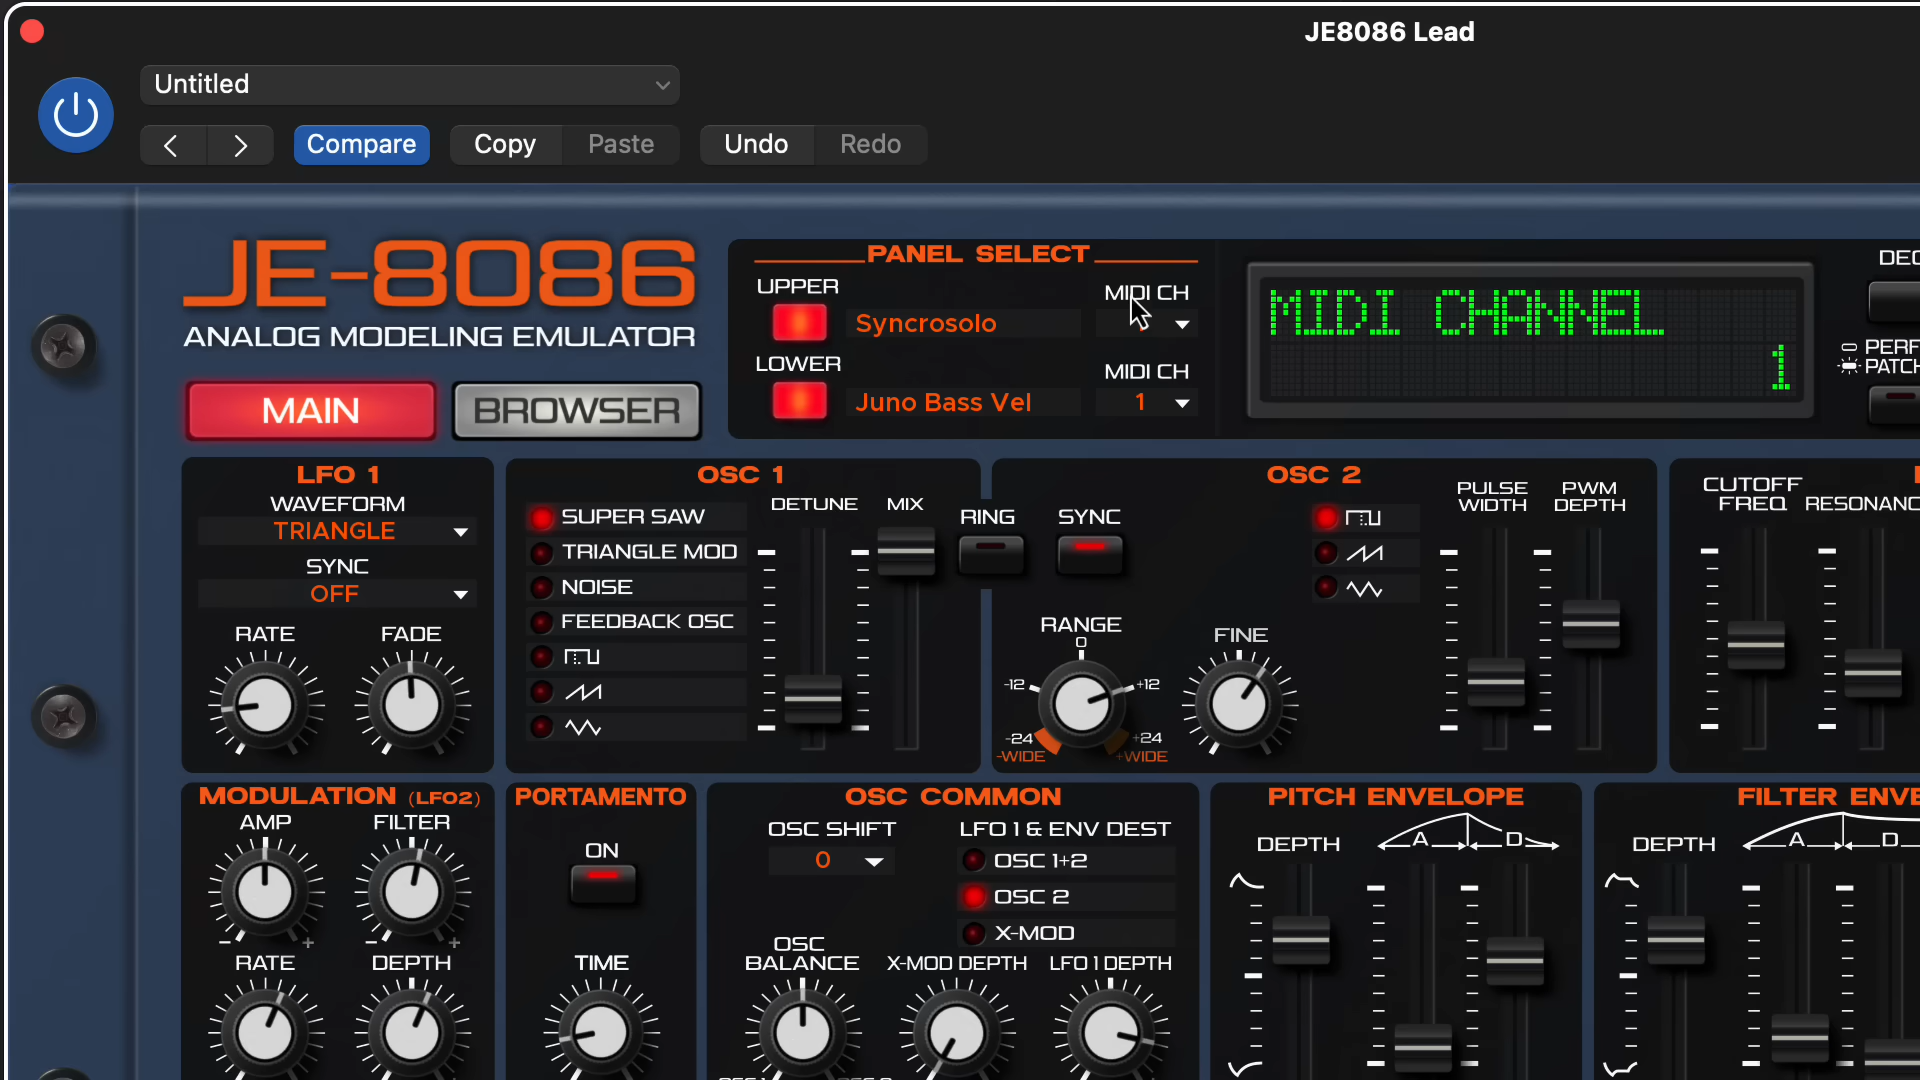 JE8086 Lead
Untitled
Compare
Copy
Paste
Undo
Redo
JE-8086
ANALOG MODELING EMULATOR
MAIN
BROWSER
PANEL SELECT
UPPER
MIDI CH
Syncrosolo
LOWER
MIDI CH
Juno Bass Vel
1
MIDI CHANNEL
1
LFO 1
WAVEFORM
TRIANGLE
SYNC
OFF
RATE
FADE
OSC 1
SUPER SAW
TRIANGLE MOD
NOISE
FEEDBACK OSC
DETUNE
MIX
RING
SYNC
OSC 2
RANGE
0
-12
+12
-24
+24
-WIDE
+WIDE
FINE
PULSE
WIDTH
PWM
DEPTH
CUTOFF
FREQ
MODULATION (LFO2)
AMP
FILTER
- +
- +
RATE
DEPTH
PORTAMENTO
ON
TIME
OSC COMMON
OSC SHIFT
0
LFO 1 & ENV DEST
OSC 1+2
OSC 2
X-MOD
OSC
BALANCE
X-MOD DEPTH
LFO 1 DEPTH
PITCH ENVELOPE
DEPTH
A
D
FILTER
DEPTH
A
D